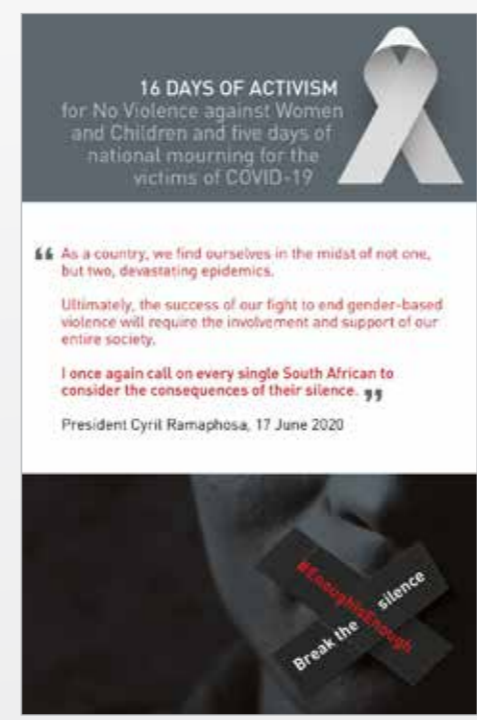 16 DAYS OF ACTIVISM
for No Violence against Women
and Children and five days of
national mourning for the
victims of COVID-19
“ As a country, we find ourselves in the midst of not one,
but two, devastating epidemics.
Ultimately, the success of our fight to end gender-based
violence will require the involvement and support of our
entire society.
I once again call on every single South African to
consider the consequences of their silence. ”
President Cyril Ramaphosa, 17 June 2020
#EnoughisEnough
Break the silence